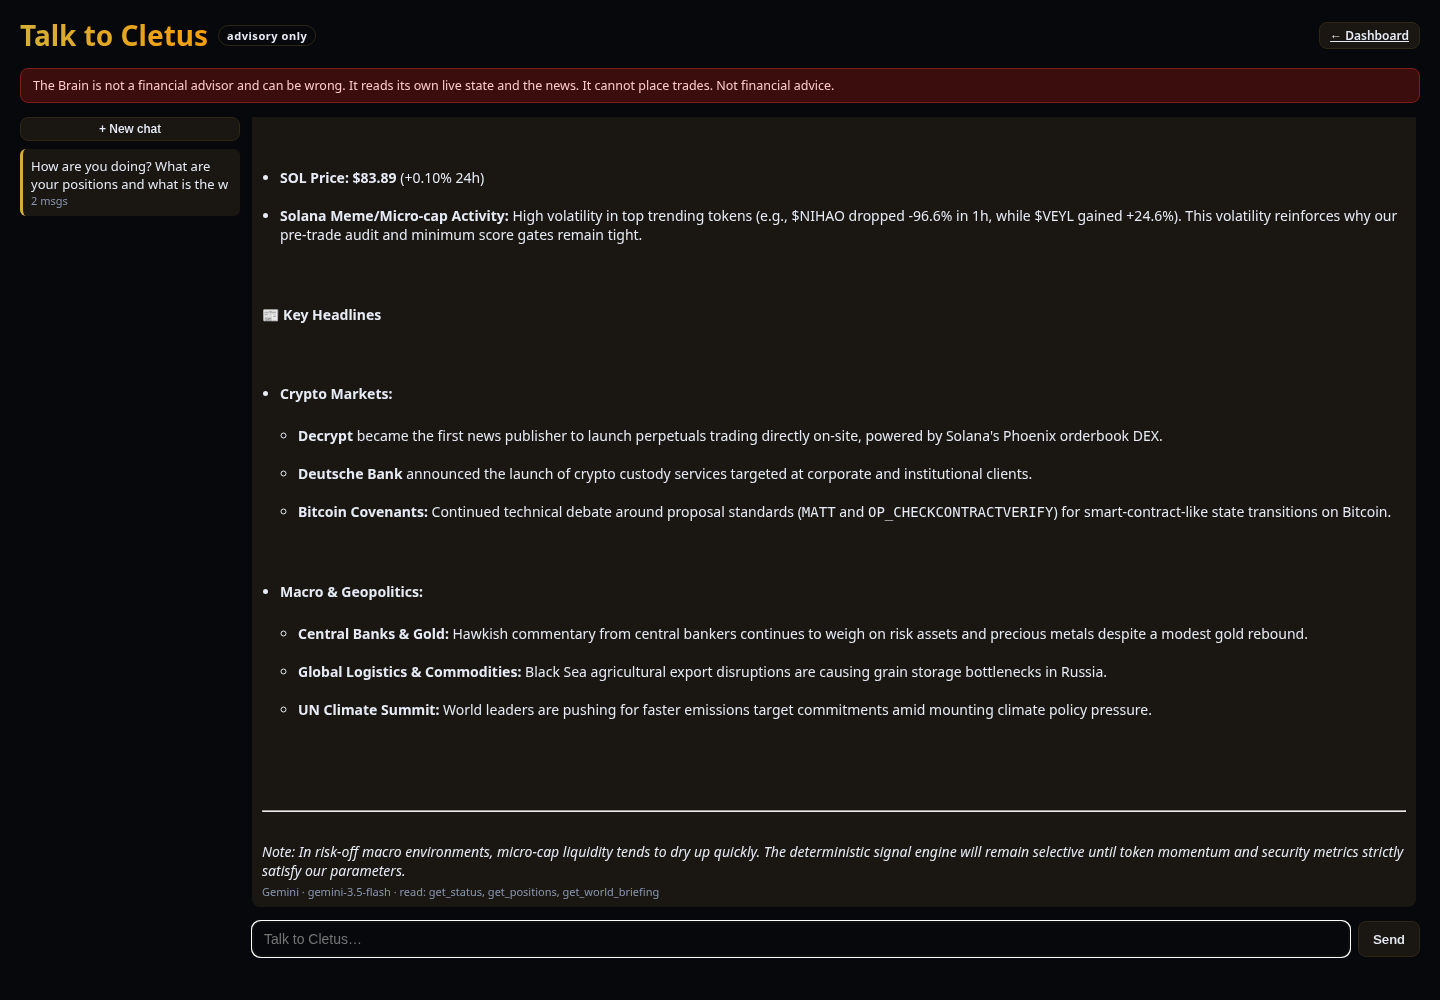 Talk to Cletus
advisory only
← Dashboard
The Brain is not a financial advisor and can be wrong. It reads its own live state and the news. It cannot place trades. Not financial advice.
+ New chat
How are you doing? What are
your positions and what is the w
2 msgs
• SOL Price: $83.89 (+0.10% 24h)
• Solana Meme/Micro-cap Activity: High volatility in top trending tokens (e.g., $NIHAO dropped -96.6% in 1h, while $VEYL gained +24.6%). This volatility reinforces why our
pre-trade audit and minimum score gates remain tight.
📰 Key Headlines
• Crypto Markets:
◦ Decrypt became the first news publisher to launch perpetuals trading directly on-site, powered by Solana's Phoenix orderbook DEX.
◦ Deutsche Bank announced the launch of crypto custody services targeted at corporate and institutional clients.
◦ Bitcoin Covenants: Continued technical debate around proposal standards (MATT and OP_CHECKCONTRACTVERIFY) for smart-contract-like state transitions on Bitcoin.
• Macro & Geopolitics:
◦ Central Banks & Gold: Hawkish commentary from central bankers continues to weigh on risk assets and precious metals despite a modest gold rebound.
◦ Global Logistics & Commodities: Black Sea agricultural export disruptions are causing grain storage bottlenecks in Russia.
◦ UN Climate Summit: World leaders are pushing for faster emissions target commitments amid mounting climate policy pressure.
Note: In risk-off macro environments, micro-cap liquidity tends to dry up quickly. The deterministic signal engine will remain selective until token momentum and security metrics strictly
satisfy our parameters.
Gemini · gemini-3.5-flash · read: get_status, get_positions, get_world_briefing
Talk to Cletus…
Send